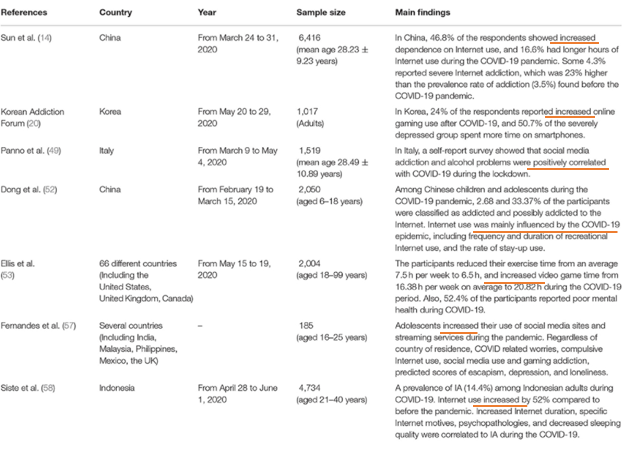 References Country Year Sample size Main findings
Sun et al. (14) China From March 24 to 31, 6,416 In China, 46.8% of the respondents showed increased
2020 (mean age 28.23 ± dependence on Internet use, and 16.6% had longer hours of
9.23 years) Internet use during the COVID-19 pandemic. Some 4.3%
reported severe Internet addiction, which was 23% higher
than the prevalence rate of addiction (3.5%) found before the
COVID-19 pandemic.
Korean Addiction Korea From May 20 to 29, 1,017 In Korea, 24% of the respondents reported increased online
Forum (20) 2020 (Adults) gaming use after COVID-19, and 50.7% of the severely
depressed group spent more time on smartphones.
Panno et al. (49) Italy From March 9 to May 1,519 In Italy, a self-report survey showed that social media
4, 2020 (mean age 28.49 ± addiction and alcohol problems were positively correlated
10.89 years) with COVID-19 during the lockdown.
Dong et al. (52) China From February 19 to 2,050 Among Chinese children and adolescents during the
March 15, 2020 (aged 6–18 years) COVID-19 pandemic, 2.68 and 33.37% of the participants
were classified as addicted and possibly addicted to the
Internet. Internet use was mainly influenced by the COVID-19
epidemic, including frequency and duration of recreational
Internet use, and the rate of stay-up use.
Ellis et al. 66 different countries From May 15 to 19, 2,004 The participants reduced their exercise time from an average
(53) (Including the 2020 (aged 18–99 years) 7.5 h per week to 6.5 h, and increased video game time from
United States, 16.38 h per week on average to 20.82 h during the COVID-19
United Kingdom, Canada) period. Also, 52.4% of the participants reported poor mental
health during COVID-19.
Fernandes et al. (57) Several countries – 185 Adolescents increased their use of social media sites and
(Including India, (aged 16–25 years) streaming services during the pandemic. Regardless of
Malaysia, Philippines, country of residence, COVID related worries, compulsive
Mexico, the UK) Internet use, social media use and gaming addiction,
predicted scores of escapism, depression, and loneliness.
Siste et al. (58) Indonesia From April 28 to June 4,734 A prevalence of IA (14.4%) among Indonesian adults during
1, 2020 (aged 21–40 years) COVID-19. Internet use increased by 52% compared to
before the pandemic. Increased Internet duration, specific
Internet motives, psychopathologies, and decreased sleeping
quality were correlated to IA during the COVID-19.